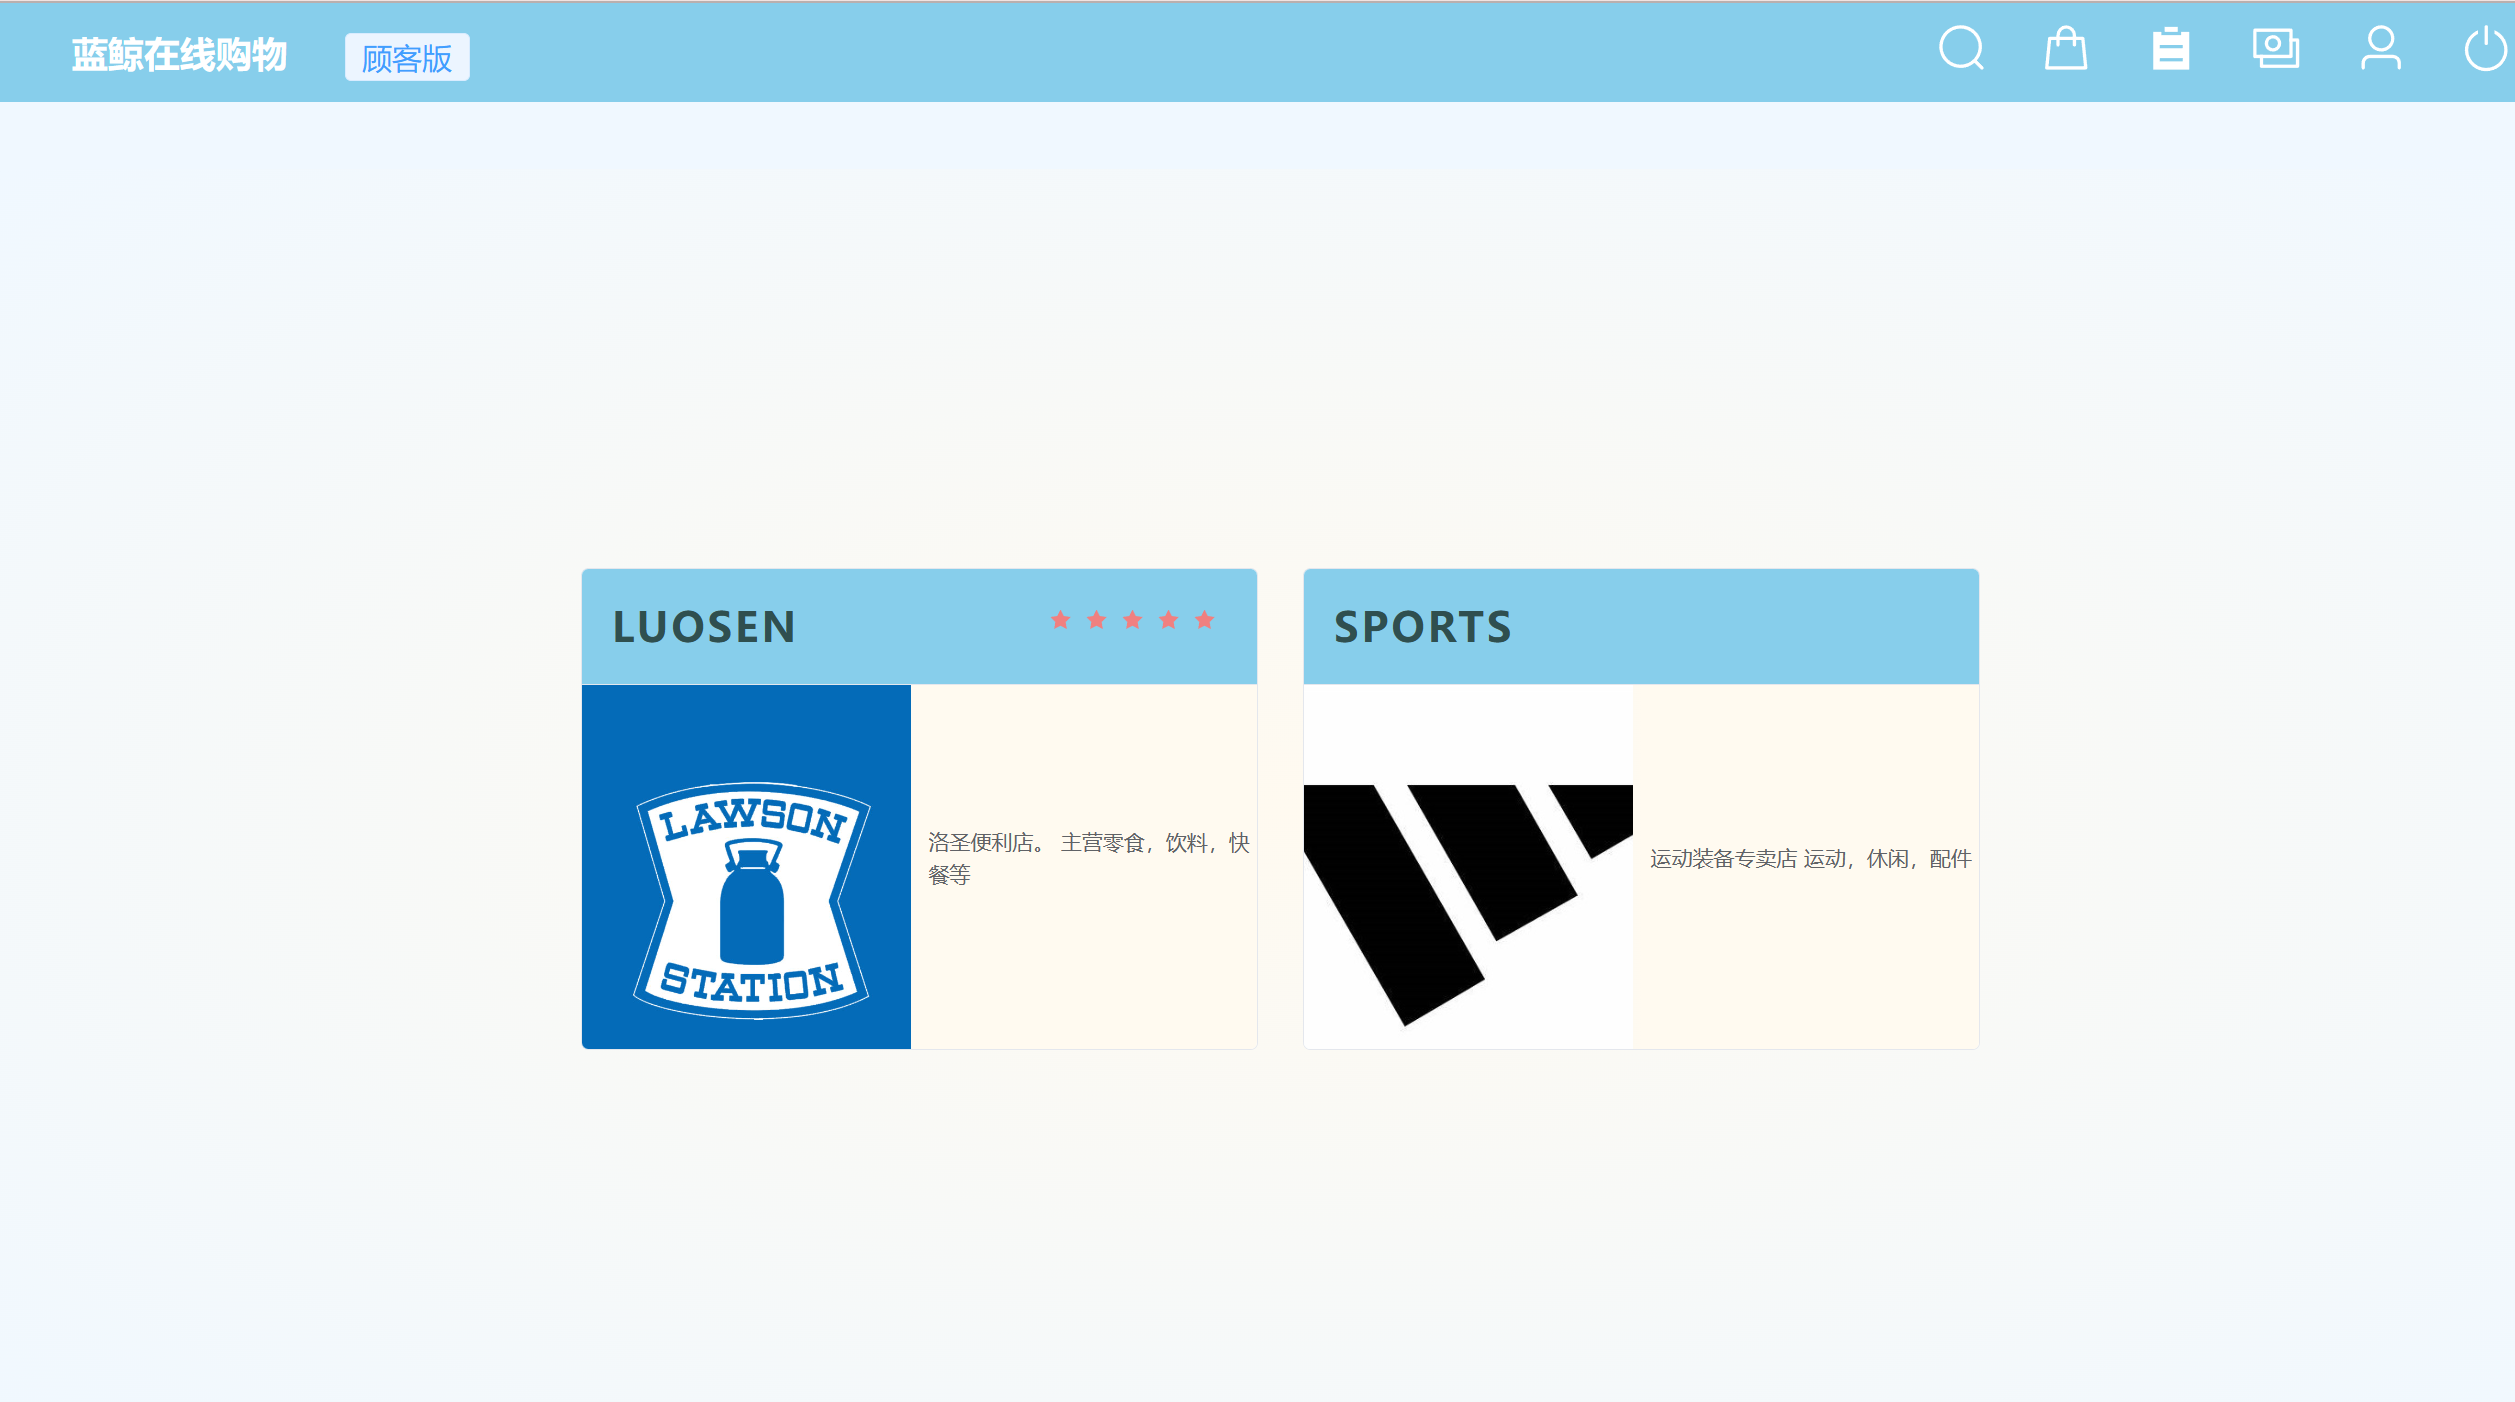 蓝鲸在线购物 顾客版
LUOSEN
LAWSON
STATION
洛圣便利店。 主营零食，饮料，快
餐等
SPORTS
运动装备专卖店 运动，休闲，配件